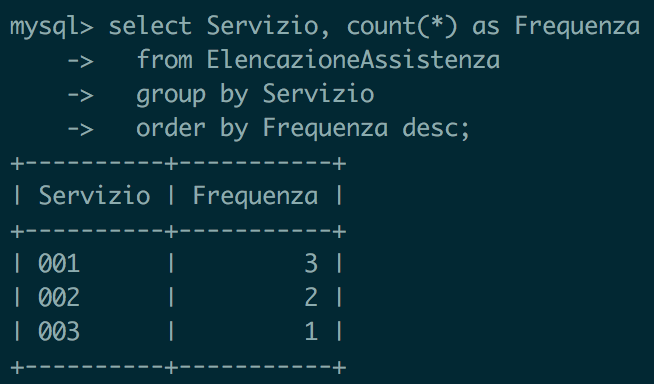 mysql> select Servizio, count(*) as Frequenza
    ->   from ElencazioneAssistenza
    ->   group by Servizio
    ->   order by Frequenza desc;
+----------+-----------+
| Servizio | Frequenza |
+----------+-----------+
| 001      |         3 |
| 002      |         2 |
| 003      |         1 |
+----------+-----------+